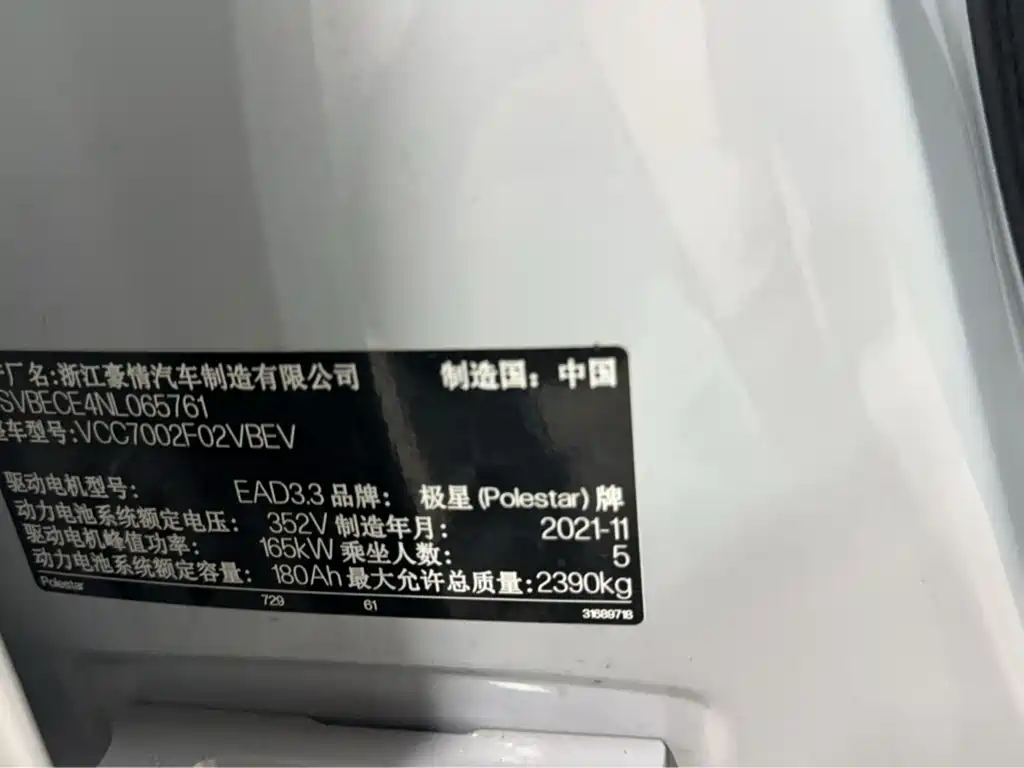 厂名:浙江豪情汽车制造有限公司 制造国：中国
SVBECE4NL065761
车型号:VCC7002F02VBEV
驱动电机型号： EAD3.3 品牌： 极星(Polestar)牌
动力电池系统额定电压： 352V 制造年月： 2021-11
驱动电机峰值功率： 165kW 乘坐人数： 5
动力电池系统额定容量： 180Ah 最大允许总质量:2390kg
Polestar 729 61 31689718